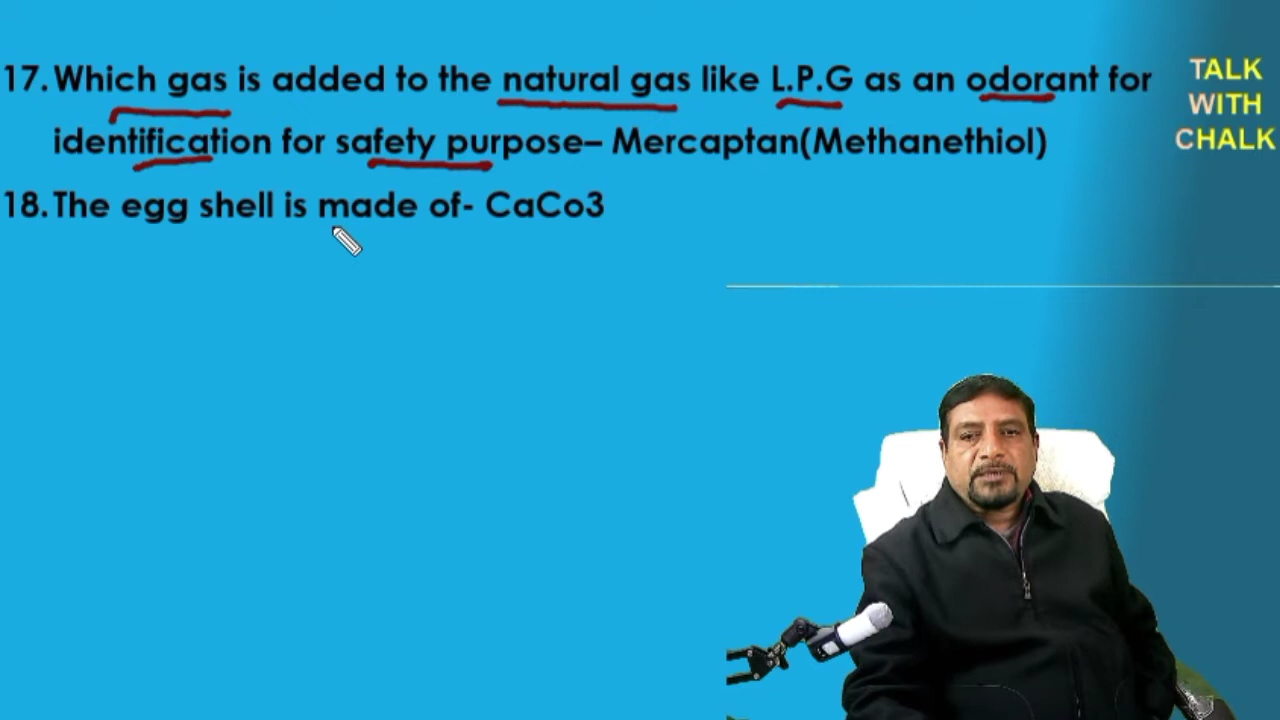 17. Which gas is added to the natural gas like L.P.G as an odorant for
identification for safety purpose– Mercaptan(Methanethiol)
18. The egg shell is made of- CaCo3
TALK
WITH
CHALK